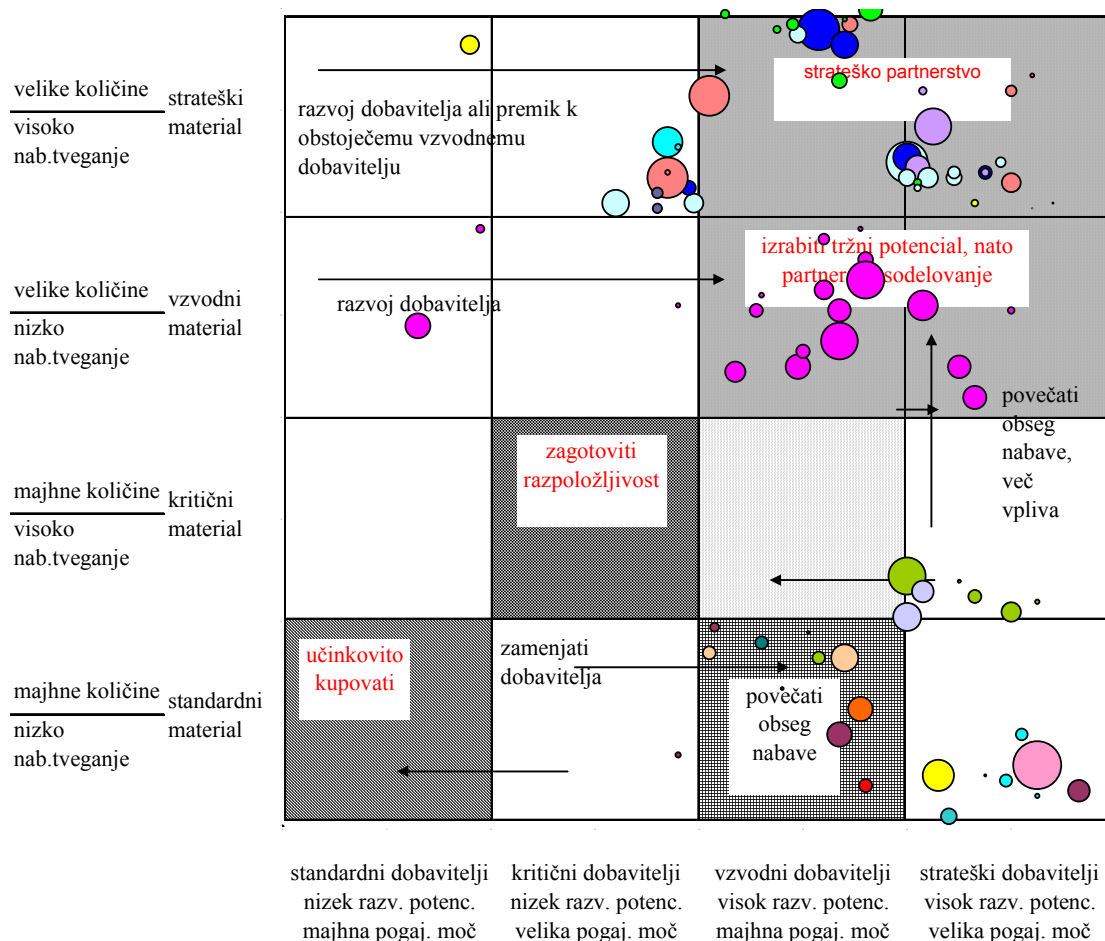 velike količine
visoko
nab.tveganje
strateški
material
razvoj dobavitelja ali premik k
obstoječemu vzvodnemu
dobavitelju
strateško partnerstvo
velike količine
nizko
nab.tveganje
vzvodni
material
razvoj dobavitelja
izrabiti tržni potencial, nato
sodelovanje
povečati
obseg
nabave,
več
vpliva
majhne količine
visoko
nab.tveganje
kritični
material
zagotoviti
razpoložljivost
majhne količine
nizko
nab.tveganje
standardni
material
učinkovito
kupovati
zamenjati
dobavitelja
povečati
obseg
nabave
standardni dobavitelji
nizek razv. potenc.
majhna pogaj. moč
kritični dobavitelji
nizek razv. potenc.
velika pogaj. moč
vzvodni dobavitelji
visok razv. potenc.
majhna pogaj. moč
strateški dobavitelji
visok razv. potenc.
velika pogaj. moč